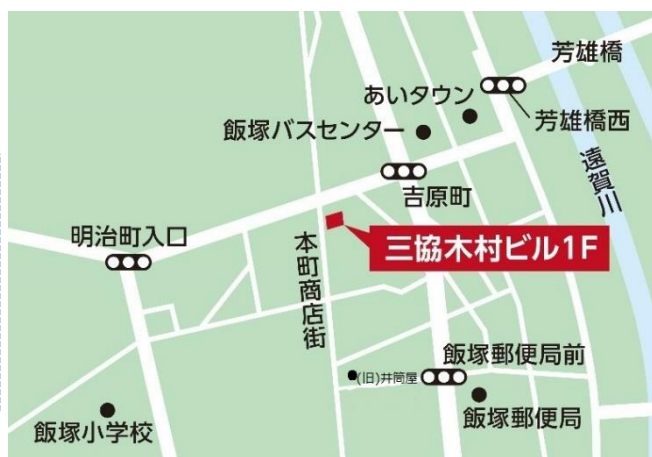 芳雄橋
あいタウン
飯塚バスセンター
芳雄橋西
吉原町
遠賀川
明治町入口
三協木村ビル1F
本町商店街
飯塚郵便局前
(旧)井筒屋
飯塚郵便局
飯塚小学校